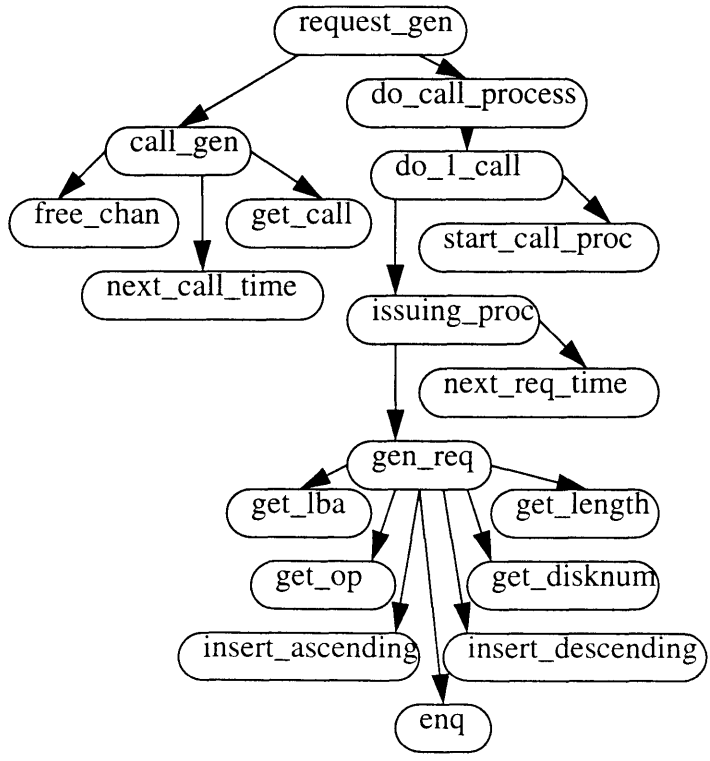 request_gen
do_call_process
call_gen
do_1_call
free_chan
get_call
start_call_proc
next_call_time
issuing_proc
next_req_time
gen_req
get_lba
get_length
get_op
get_disknum
insert_ascending
insert_descending
enq